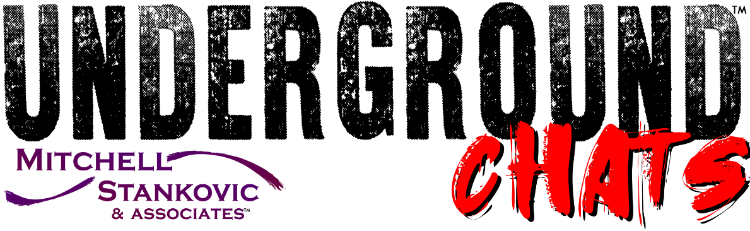 UNDERGROUND™
CHATS
MITCHELL
STANKOVIC
& ASSOCIATES™